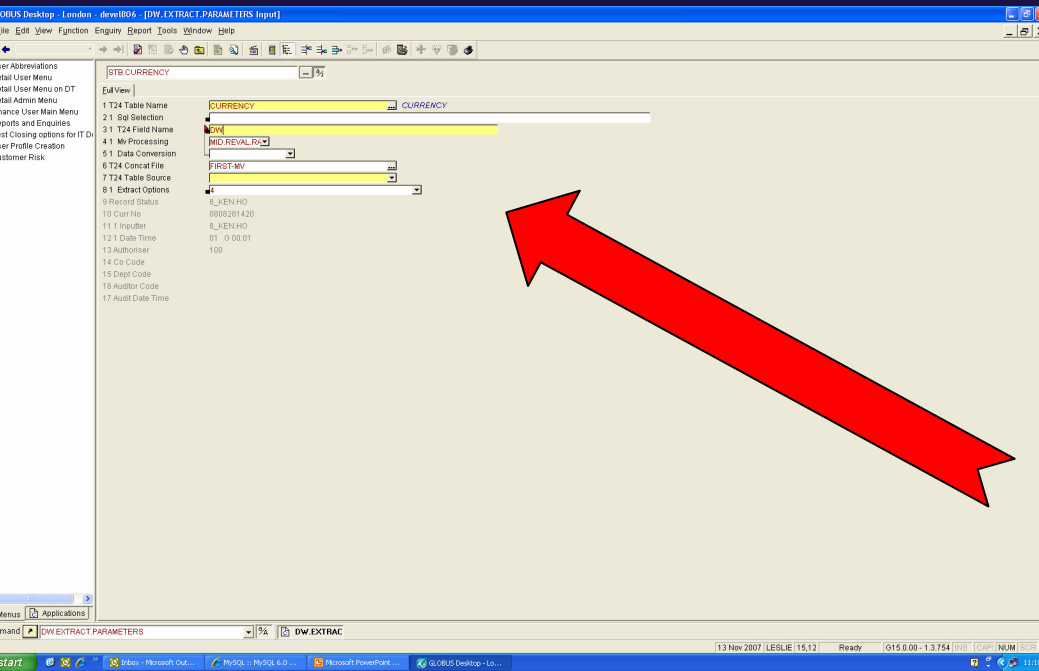 GLOBUS Desktop - London - devel806 - [DW.EXTRACT.PARAMETERS Input]
File Edit View Function Enquiry Report Tools Window Help
User Abbreviations
Retail User Menu
Retail User Menu on DT
Retail Admin Menu
Finance User Main Menu
Reports and Enquiries
Test Closing options for IT D
User Profile Creation
Customer Risk
STB.CURRENCY
Full View
1 T24 Table Name CURRENCY ... CURRENCY
2 1 Sql Selection
3 1 T24 Field Name DW
4 1 Mv Processing MID.REVAL.RA
5 1 Data Conversion
6 T24 Concat File FIRST-MV ...
7 T24 Table Source
8 1 Extract Options 4
9 Record Status 8_KEN.HO
10 Curr No 0808281420
11 1 Inputter 8_KEN.HO
12 1 Date Time 01 G 00:01
13 Authoriser 100
14 Co Code
15 Dept Code
16 Auditor Code
17 Audit Date Time
Menus Applications
mand DW.EXTRACT.PARAMETERS DW.EXTRAC
13 Nov 2007 LESLIE 15,12 Ready G15.0.00 - 1.3.754 INS CAP: NUM SCR
start Inbox - Microsoft Out... MySQL :: MySQL 6.0 ... Microsoft PowerPoint ... GLOBUS Desktop - Lo...